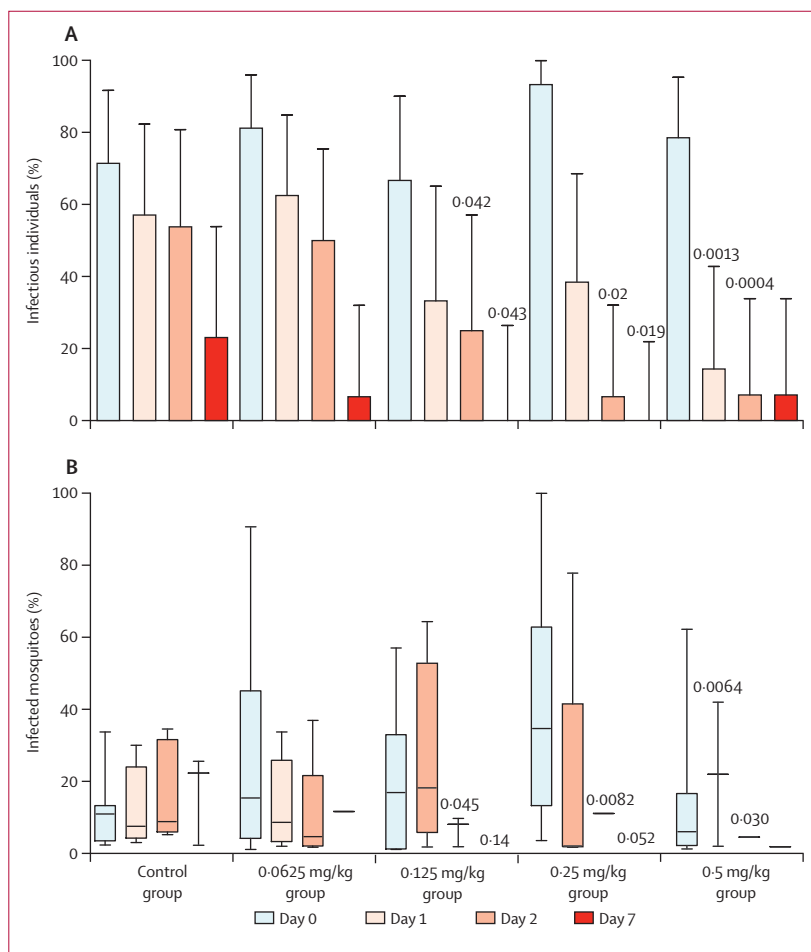 A
Infectious individuals (%)
100
80
60
40
20
0
0·042
0·043
0·02
0·019
0·0013
0·0004
B
Infected mosquitoes (%)
100
80
60
40
20
0
0·045
0·14
0·0082
0·052
0·0064
0·030
Control
group
0·0625 mg/kg
group
0·125 mg/kg
group
0·25 mg/kg
group
0·5 mg/kg
group
Day 0
Day 1
Day 2
Day 7